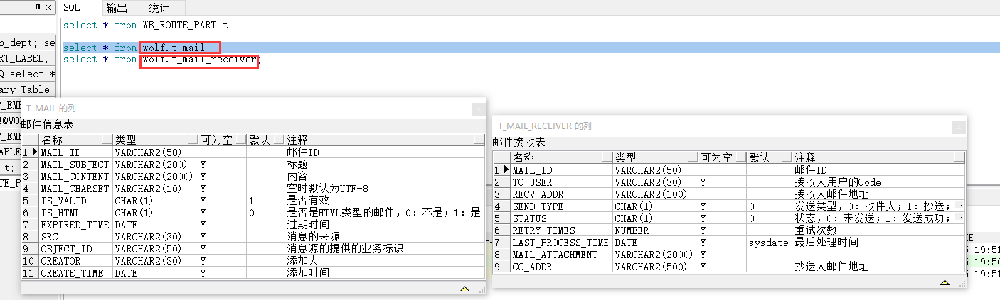 SQL 输出 统计
select * from WB_ROUTE_PART t
select * from wolf.t_mail;
select * from wolf.t_mail_receiver;
b_dept; se
RT_LABEL;
Q select *
ary Table
T_MAIL 的列
邮件信息表
名称 类型 可为空 默认 注释
1 MAIL_ID VARCHAR2(50) 邮件ID
2 MAIL_SUBJECT VARCHAR2(200) Y 标题
3 MAIL_CONTENT VARCHAR2(2000) Y 内容
4 MAIL_CHARSET VARCHAR2(10) Y 空时默认为UTF-8
5 IS_VALID CHAR(1) Y 1 是否有效
6 IS_HTML CHAR(1) Y 0 是否是HTML类型的邮件，0：不是；1：是
7 EXPIRED_TIME DATE Y 过期时间
8 SRC VARCHAR2(30) Y 消息的来源
9 OBJECT_ID VARCHAR2(50) Y 消息源的提供的业务标识
10 CREATOR VARCHAR2(30) Y 添加人
11 CREATE_TIME DATE Y 添加时间
T_MAIL_RECEIVER 的列
邮件接收表
名称 类型 可为空 默认 注释
1 MAIL_ID VARCHAR2(50) 邮件ID
2 TO_USER VARCHAR2(30) Y 接收人用户的Code
3 RECV_ADDR VARCHAR2(100) 接收人邮件地址
4 SEND_TYPE CHAR(1) Y 0 发送类型，0：收件人；1：抄送；…
5 STATUS CHAR(1) Y 0 状态，0：未发送；1：发送成功；…
6 RETRY_TIMES NUMBER Y 重试次数
7 LAST_PROCESS_TIME DATE Y sysdate 最后处理时间
8 MAIL_ATTACHMENT VARCHAR2(2000) Y
9 CC_ADDR VARCHAR2(500) Y 抄送人邮件地址
19:51
19:50
19:51